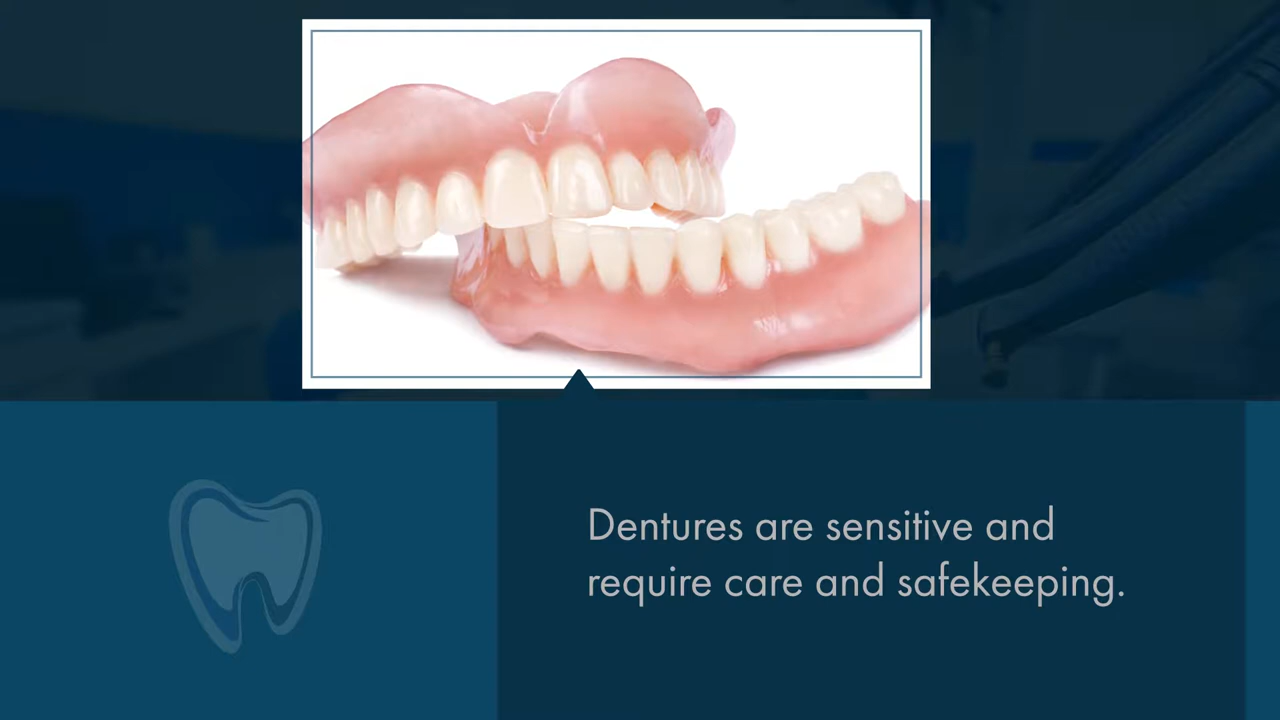 Dentures are sensitive and
require care and safekeeping.